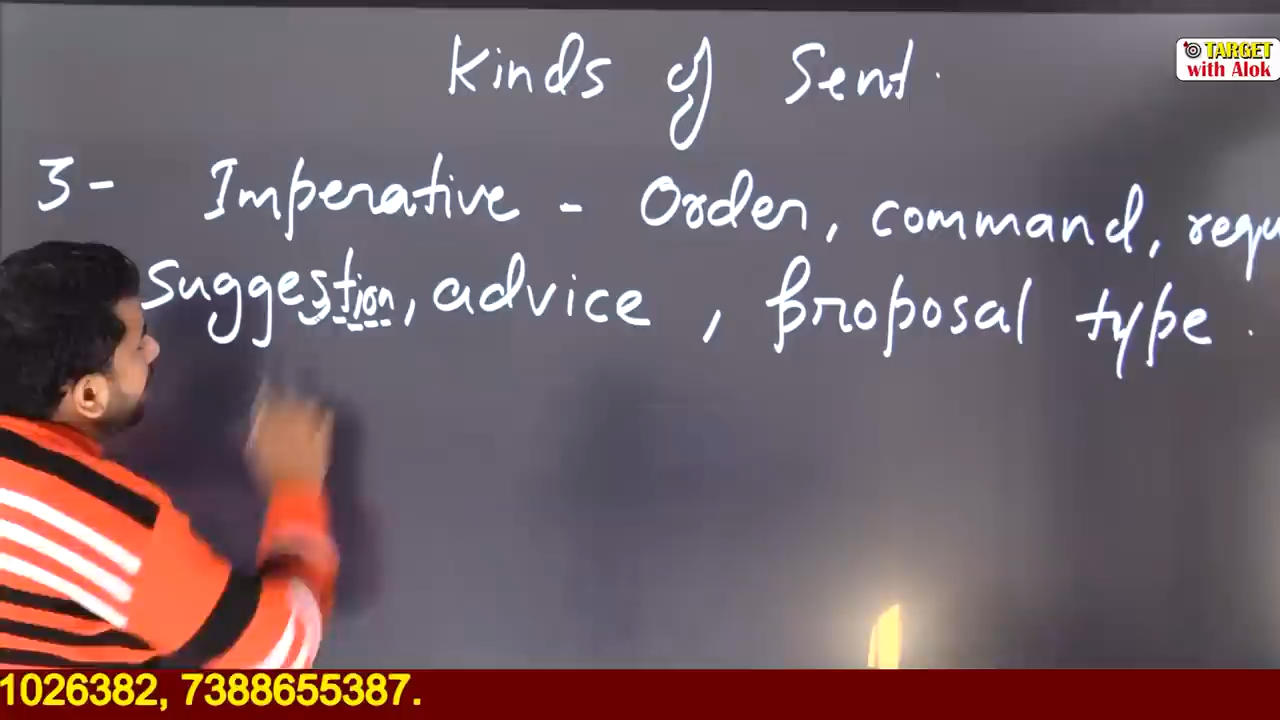 Kinds of Sent.
TARGET
with Alok
3- Imperative - Order, command, requ
Suggestion, advice, proposal type.
1026382, 7388655387.